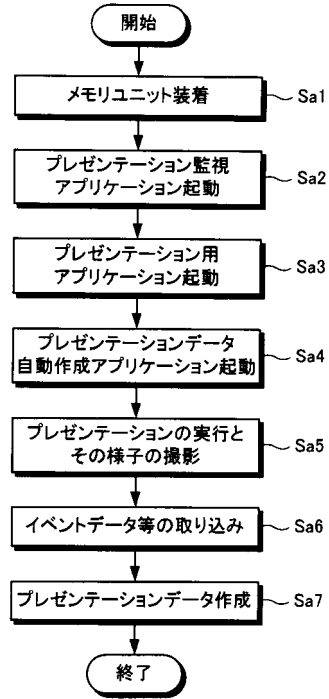 開始
メモリユニット装着
Sa1
プレゼンテーション監視
アプリケーション起動
Sa2
プレゼンテーション用
アプリケーション起動
Sa3
プレゼンテーションデータ
自動作成アプリケーション起動
Sa4
プレゼンテーションの実行と
その様子の撮影
Sa5
イベントデータ等の取り込み
Sa6
プレゼンテーションデータ作成
Sa7
終了